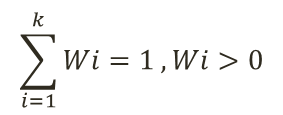 k
∑ Wi = 1 , Wi > 0
i=1